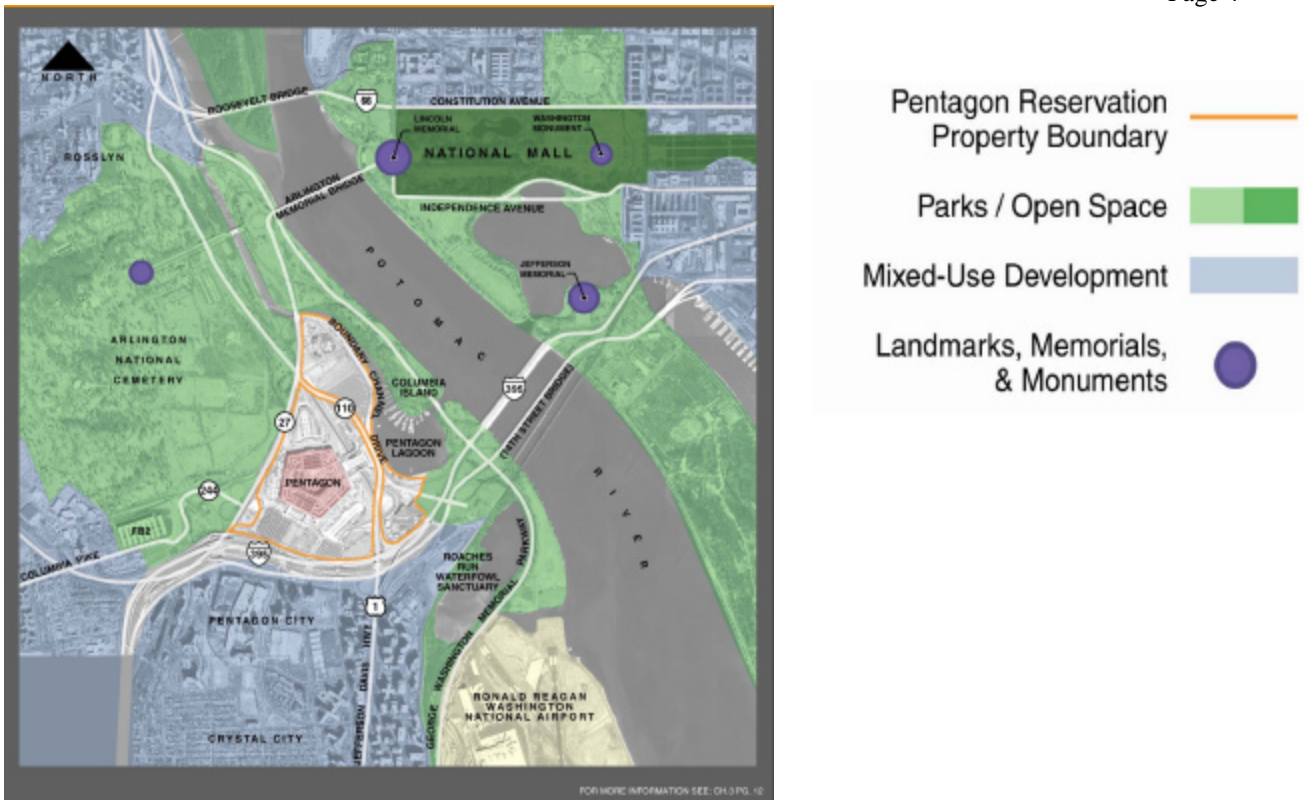 NORTH
ROOSEVELT BRIDGE
66
CONSTITUTION AVENUE
LINCOLN
MEMORIAL
WASHINGTON
MONUMENT
NATIONAL MALL
ROSSLYN
ARLINGTON
MEMORIAL BRIDGE
INDEPENDENCE AVENUE
POTOMAC
JEFFERSON
MEMORIAL
ARLINGTON
NATIONAL
CEMETERY
BOUNDARY CHANNEL DRIVE
COLUMBIA
ISLAND
395
(14TH STREET BRIDGE)
27
110
PENTAGON
LAGOON
PENTAGON
RIVER
244
FB2
COLUMBIA PIKE
395
ROACHES
RUN
WATERFOWL
SANCTUARY
GEORGE WASHINGTON MEMORIAL PARKWAY
1
JEFFERSON DAVIS HWY
PENTAGON CITY
RONALD REAGAN
WASHINGTON
NATIONAL AIRPORT
CRYSTAL CITY
FOR MORE INFORMATION SEE: CH.3 PG. 12
Pentagon Reservation
Property Boundary
Parks / Open Space
Mixed-Use Development
Landmarks, Memorials,
& Monuments